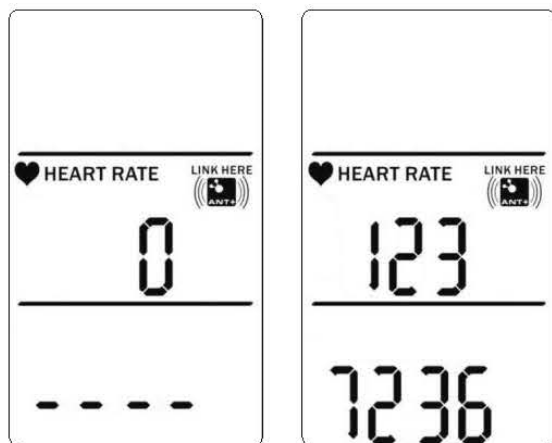 HEART RATE
LINK HERE
ANT+
0
- - - -
HEART RATE
LINK HERE
ANT+
123
7236